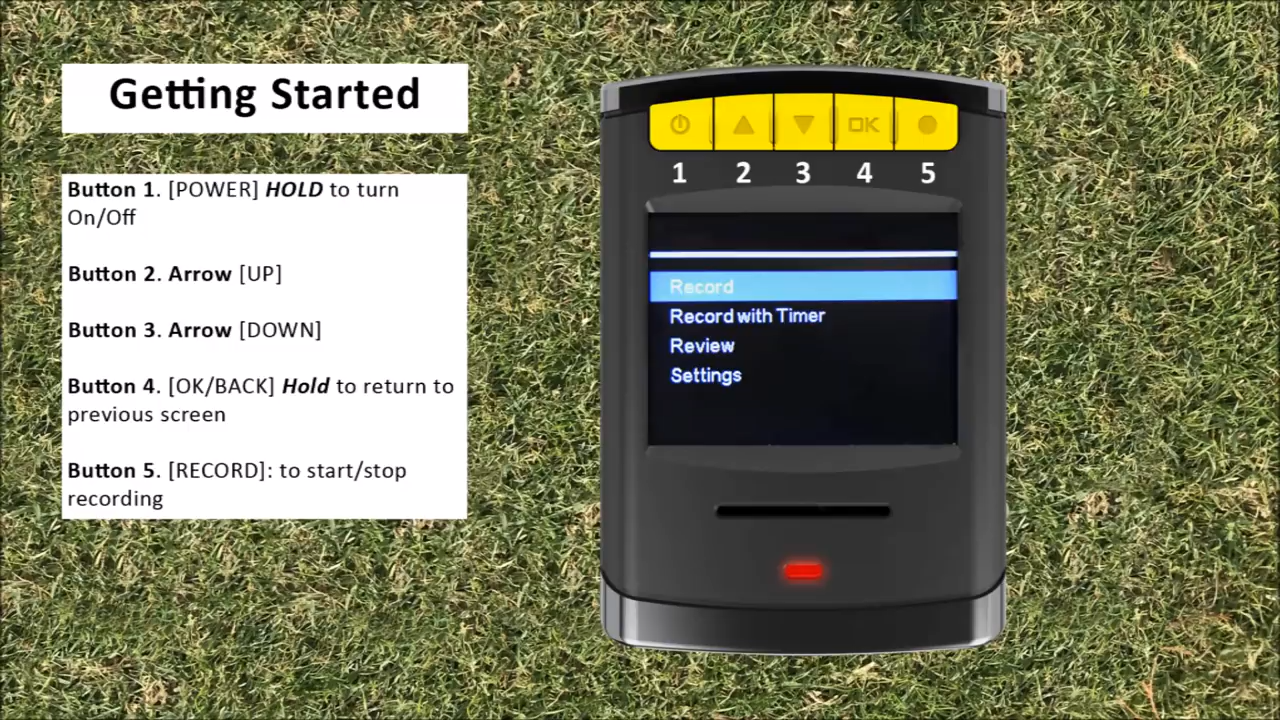 Getting Started
Button 1. [POWER] HOLD to turn
On/Off
Button 2. Arrow [UP]
Button 3. Arrow [DOWN]
Button 4. [OK/BACK] Hold to return to
previous screen
Button 5. [RECORD]: to start/stop
recording
OK
1 2 3 4 5
Record
Record with Timer
Review
Settings